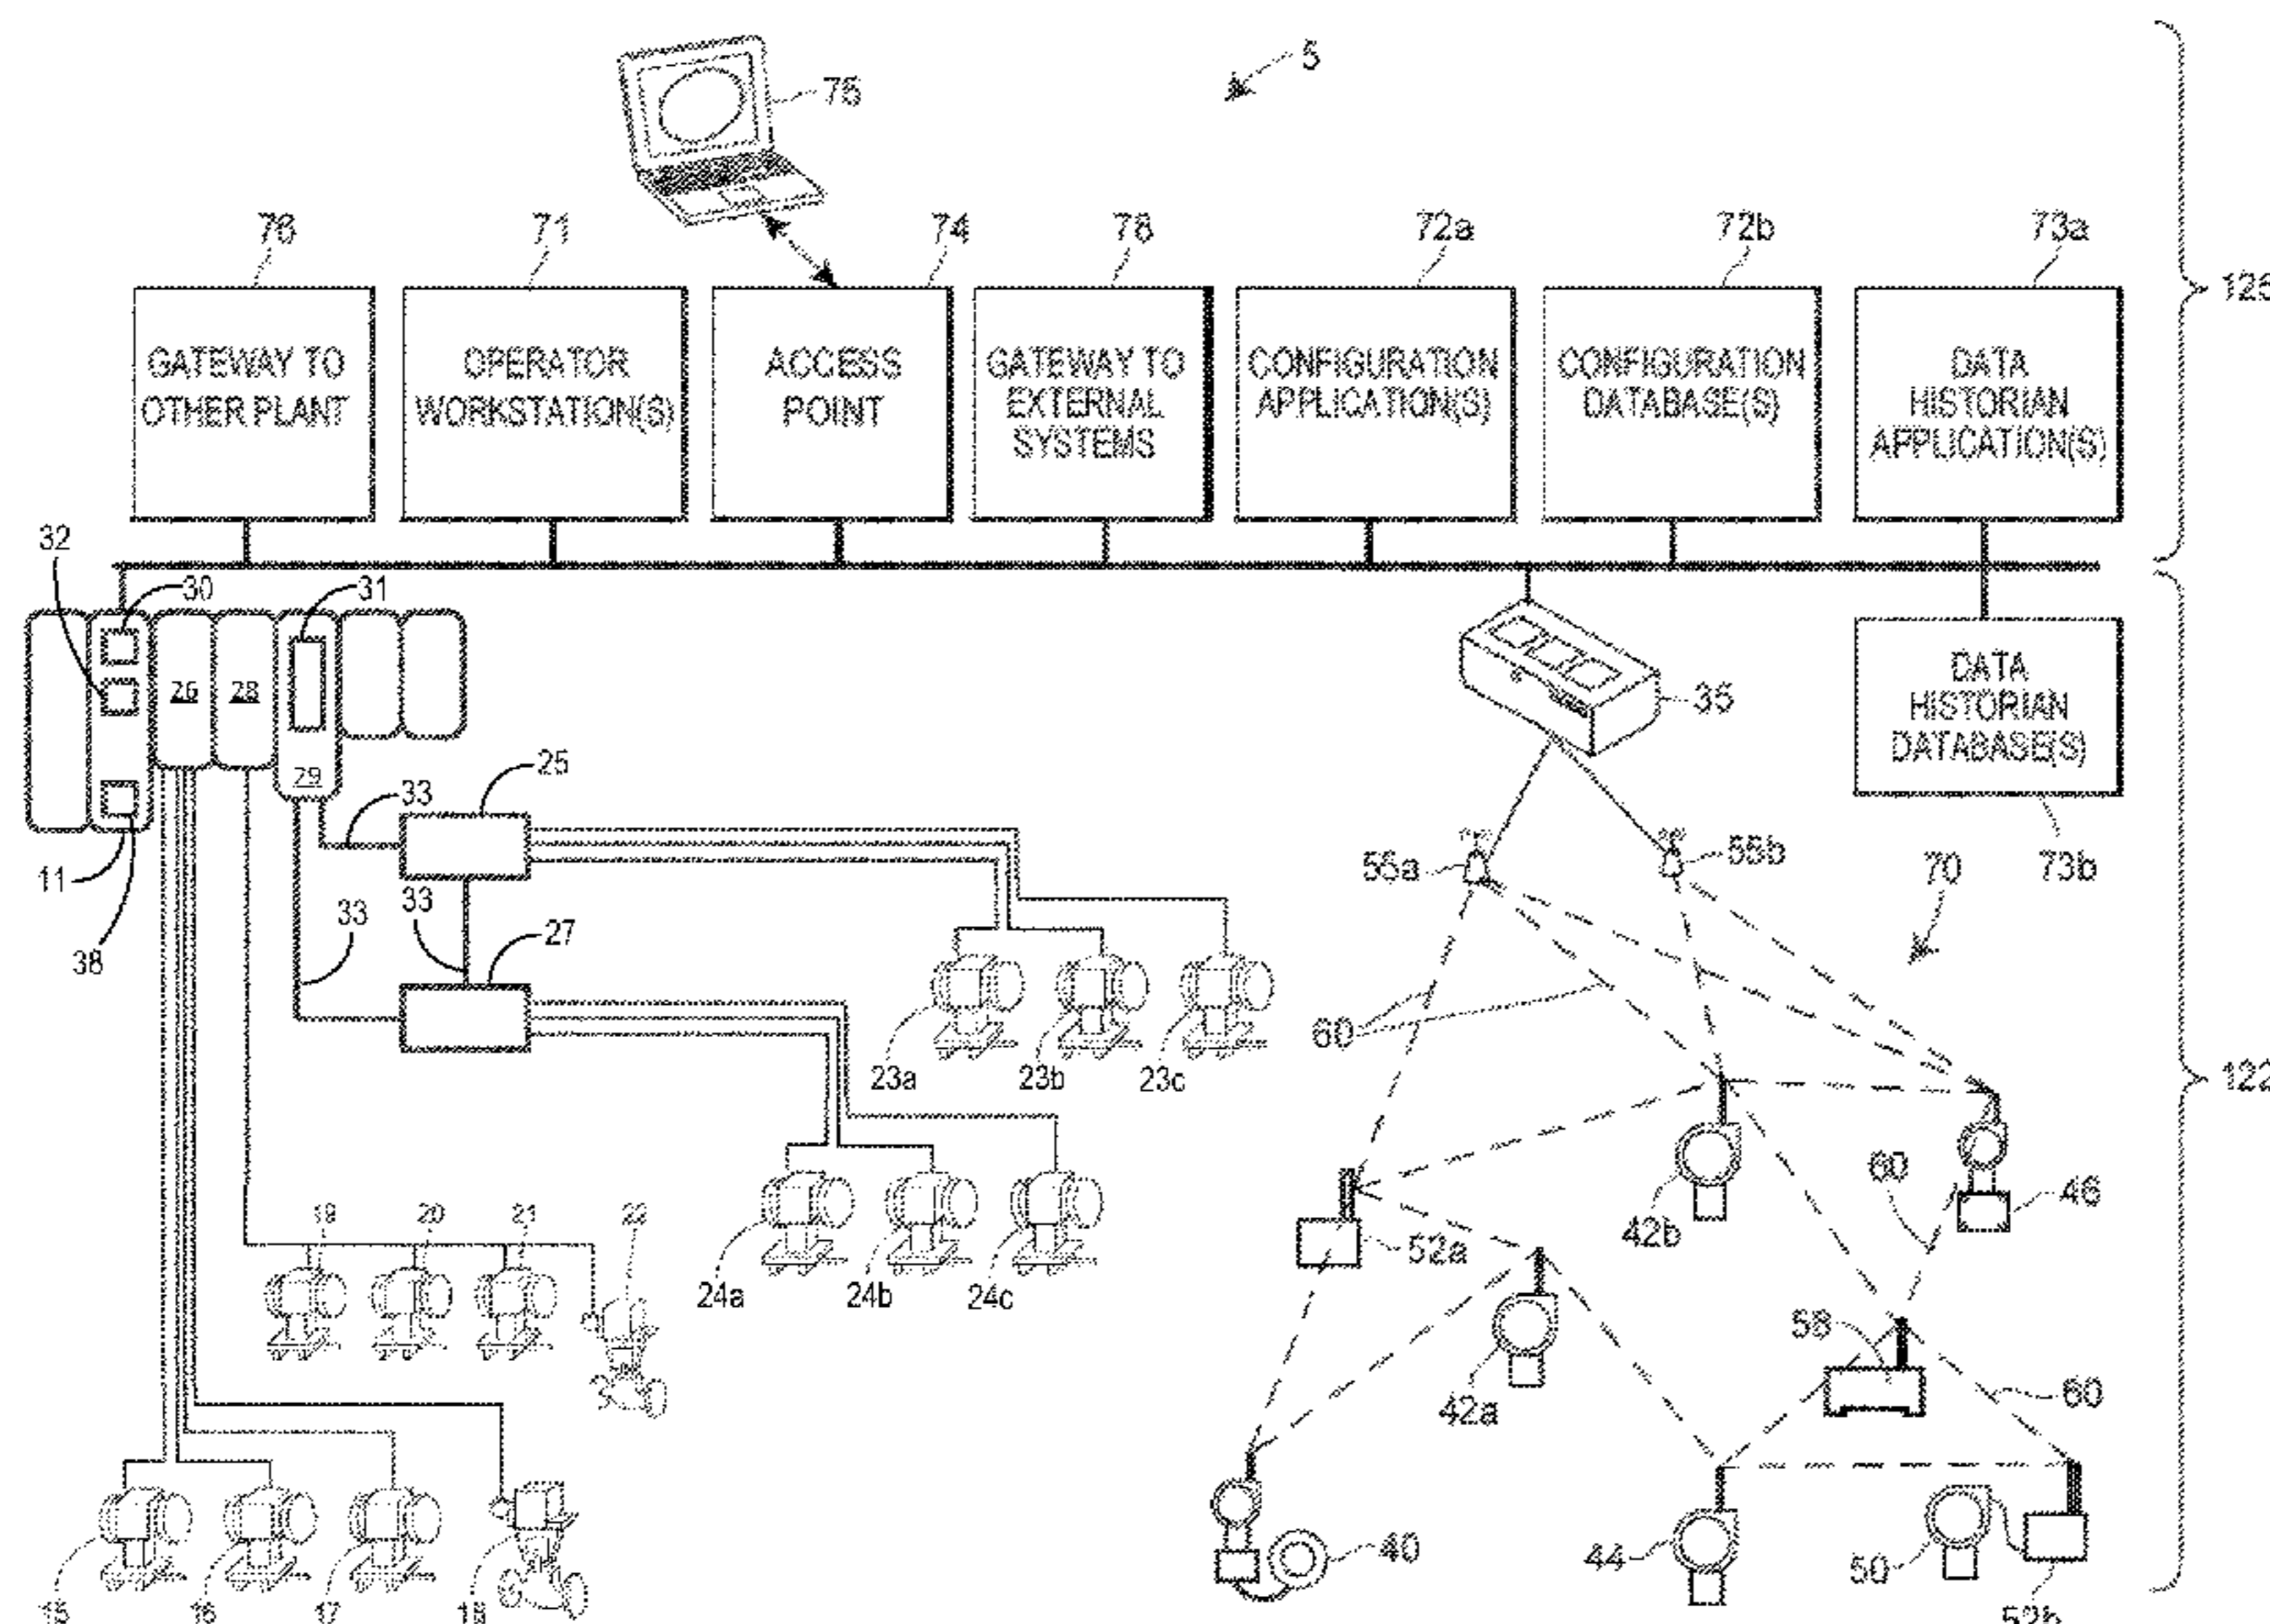 5
75
76
71
74
78
72a
72b
73a
125
GATEWAY TO
OTHER PLANT
OPERATOR
WORKSTATION(S)
ACCESS
POINT
GATEWAY TO
EXTERNAL
SYSTEMS
CONFIGURATION
APPLICATION(S)
CONFIGURATION
DATABASE(S)
DATA
HISTORIAN
APPLICATION(S)
32
30
31
26
28
29
35
DATA
HISTORIAN
DATABASE(S)
73b
25
33
11
38
33
33
27
55a
55b
70
23a
23b
23c
60
122
24a
24b
24c
19
20
21
22
52a
42b
60
46
58
42a
60
15
16
17
18
40
44
50
52b